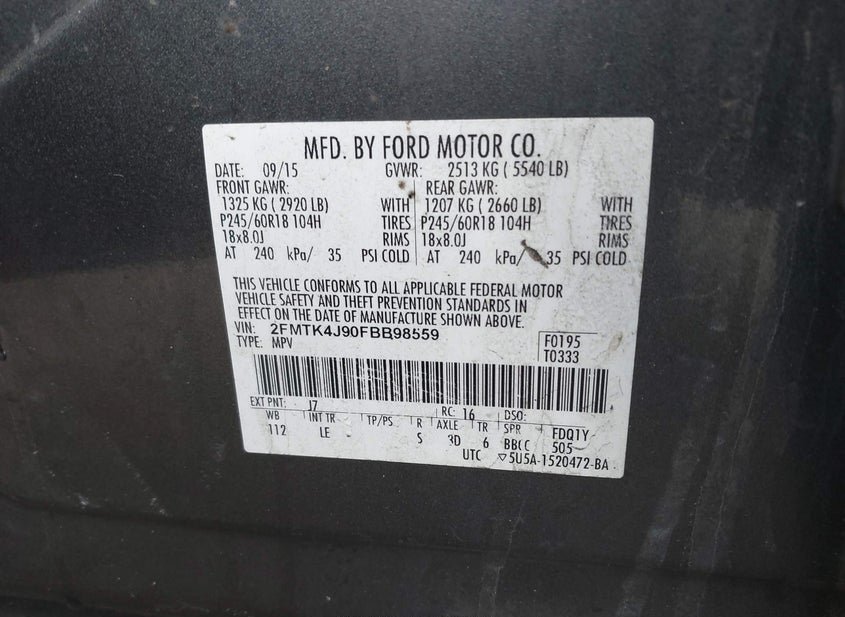 MFD. BY FORD MOTOR CO.
DATE: 09/15 GVWR: 2513 KG ( 5540 LB)
FRONT GAWR: REAR GAWR:
1325 KG ( 2920 LB) WITH 1207 KG ( 2660 LB) WITH
P245/60R18 104H TIRES P245/60R18 104H TIRES
18x8.0J RIMS 18x8.0J RIMS
AT 240 kPa/ 35 PSI COLD AT 240 kPa/ 35 PSI COLD
THIS VEHICLE CONFORMS TO ALL APPLICABLE FEDERAL MOTOR
VEHICLE SAFETY AND THEFT PREVENTION STANDARDS IN
EFFECT ON THE DATE OF MANUFACTURE SHOWN ABOVE.
VIN: 2FMTK4J90FBB98559 F0195
TYPE: MPV T0333
EXT PNT: J7 RC: 16 DSO:
WB INT TR TP/PS R AXLE TR SPR FDQ1Y
112 LE S 3D 6 BBCC 505
UTC ▽5U5A-1520472-BA